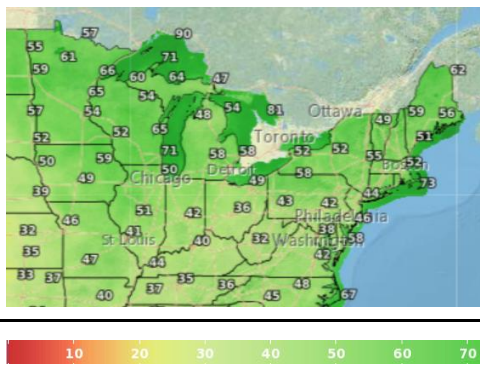 57 90
55 61 71
59 66 60 64 47 62
65 54
57 54 48 54 81 Ottawa 49 59 56
52 52 65 Toronto 51
50 59 71 58 58 52 52 55 Boston 52
39 49 50 Chicago Detroit 49 58 44 73
46 51 42 36 43 42 Philadelphia 46
32 41 38
35 St Louis 40 32 Washington 58
47 44 42
33 37 35
40 37 36 45 48 67
10 20 30 40 50 60 70